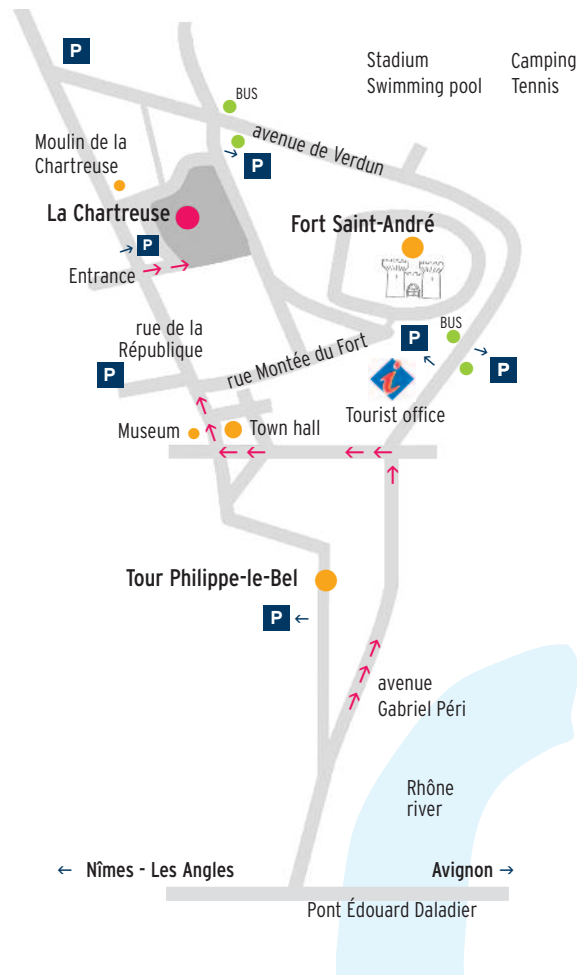 Stadium
Swimming pool
Camping
Tennis
P
BUS
avenue de Verdun
P
Moulin de la
Chartreuse
La Chartreuse
Fort Saint-André
P
Entrance
rue de la
République
BUS
P
P
rue Montée du Fort
P
i
Tourist office
Museum
Town hall
Tour Philippe-le-Bel
P
avenue
Gabriel Péri
Rhône
river
← Nîmes - Les Angles
Avignon →
Pont Édouard Daladier